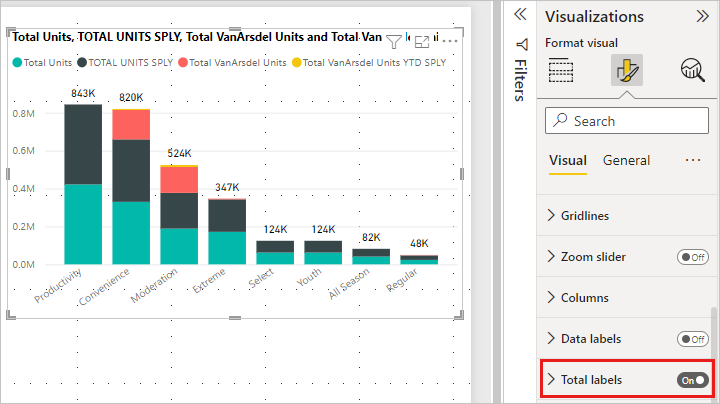 Total Units, TOTAL UNITS SPLY, Total VanArsdel Units and Total Van
Total Units TOTAL UNITS SPLY Total VanArsdel Units Total VanArsdel Units YTD SPLY
843K
820K
524K
347K
124K
124K
82K
48K
0.8M
0.6M
0.4M
0.2M
0.0M
Productivity
Convenience
Moderation
Extreme
Select
Youth
All Season
Regular
Filters
Visualizations
Format visual
Search
Visual General
Gridlines
Zoom slider Off
Columns
Data labels Off
Total labels On